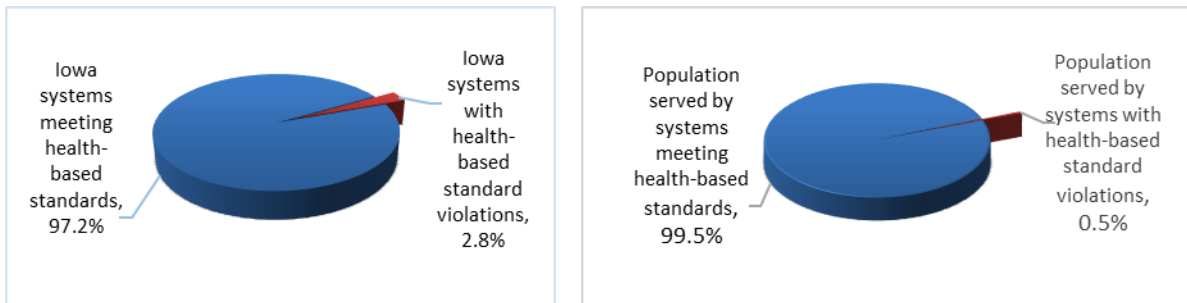 Iowa
systems
meeting
health-
based
standards,
97.2%
Iowa
systems
with
health-
based
standard
violations,
2.8%
Population
served by
systems
meeting
health-based
standards,
99.5%
Population
served by
systems with
health-based
standard
violations,
0.5%